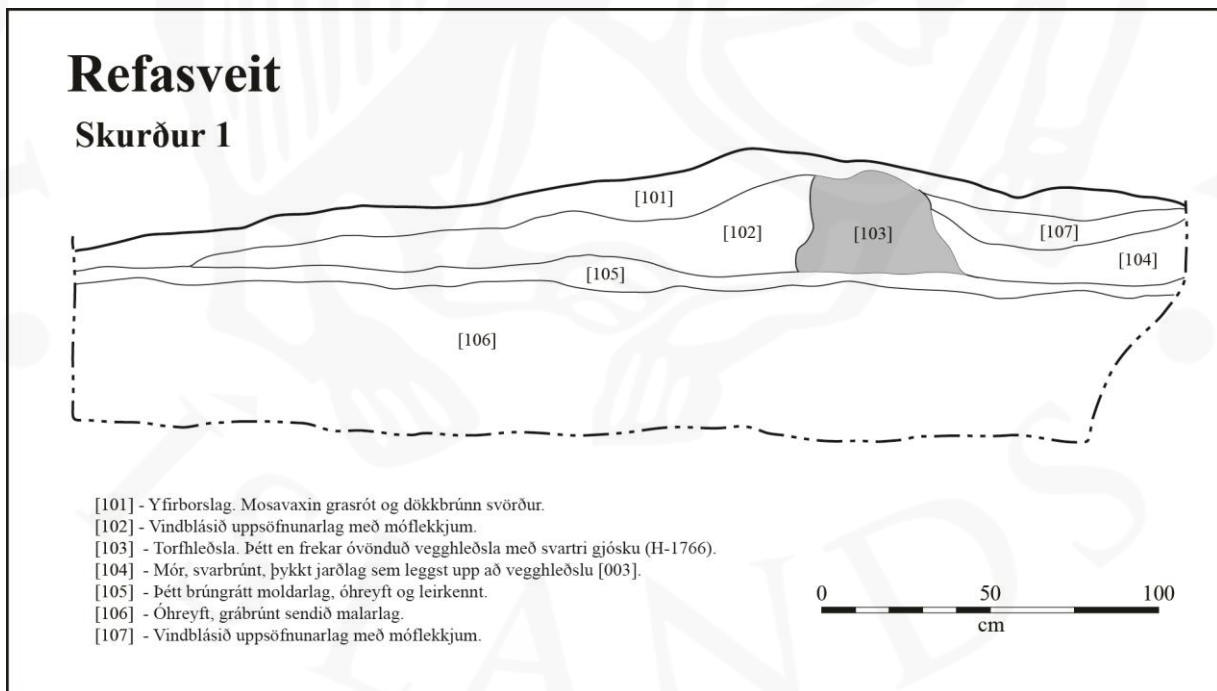 Refasveit
Skurður 1
[101]
[102]
[103]
[107]
[104]
[105]
[106]
[101] - Yfirborslag. Mosavaxin grasrót og dökkbrúnn svörður.
[102] - Vindblásið uppsöfnunarlag með móflekkjum.
[103] - Torfhleðsla. Þétt en frekar óvönduð vegghleðsla með svartri gjósku (H-1766).
[104] - Mór, svarbrúnt, þykkt jarðlag sem leggst upp að vegghleðslu [003].
[105] - Þétt brúngrátt moldarlag, óhreyft og leirkennt.
[106] - Óhreyft, grábrúnt sendið malarlag.
[107] - Vindblásið uppsöfnunarlag með móflekkjum.
0 50 100
cm